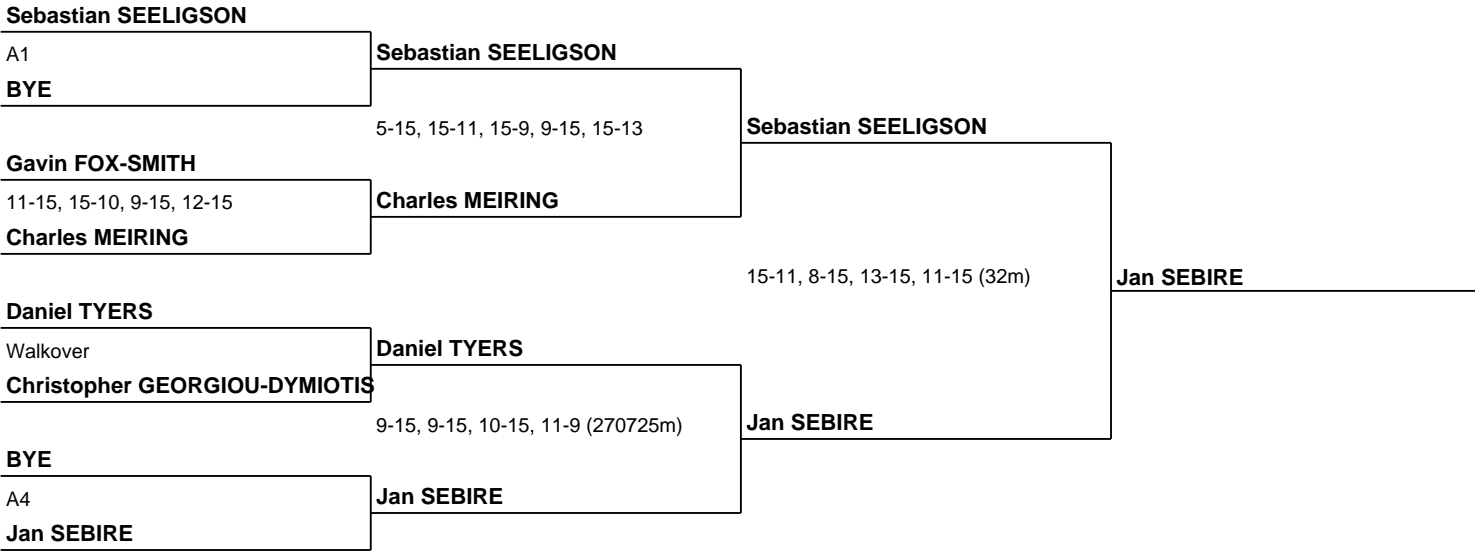 Sebastian SEELIGSON
A1
BYE
Sebastian SEELIGSON
5-15, 15-11, 15-9, 9-15, 15-13
Gavin FOX-SMITH
11-15, 15-10, 9-15, 12-15
Charles MEIRING
Charles MEIRING
Sebastian SEELIGSON
15-11, 8-15, 13-15, 11-15 (32m)
Jan SEBIRE
Daniel TYERS
Walkover
Christopher GEORGIOU-DYMIOTIS
Daniel TYERS
9-15, 9-15, 10-15, 11-9 (270725m)
Jan SEBIRE
BYE
A4
Jan SEBIRE
Jan SEBIRE